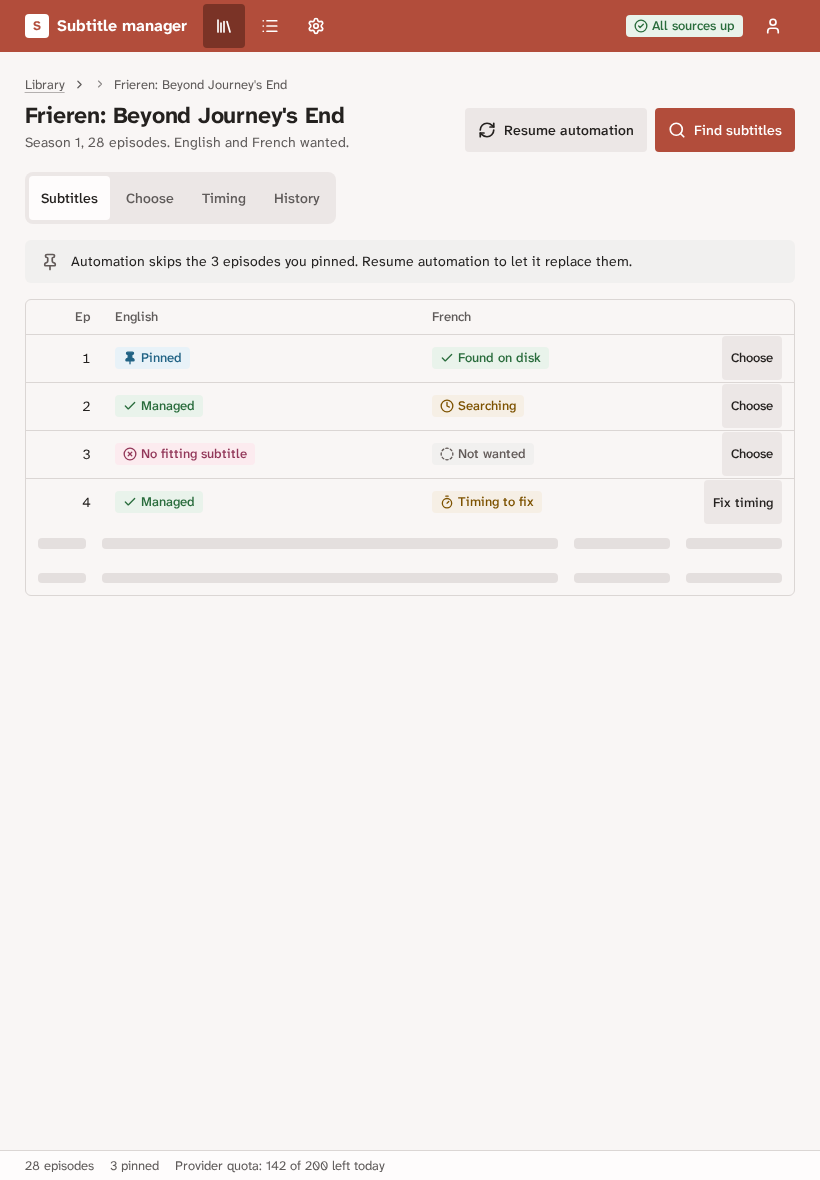 S Subtitle manager All sources up
Library Frieren: Beyond Journey's End
Frieren: Beyond Journey's End
Season 1, 28 episodes. English and French wanted.
Resume automation Find subtitles
Subtitles Choose Timing History
Automation skips the 3 episodes you pinned. Resume automation to let it replace them.
Ep English French
1 Pinned Found on disk Choose
2 Managed Searching Choose
3 No fitting subtitle Not wanted Choose
4 Managed Timing to fix Fix timing
28 episodes 3 pinned Provider quota: 142 of 200 left today